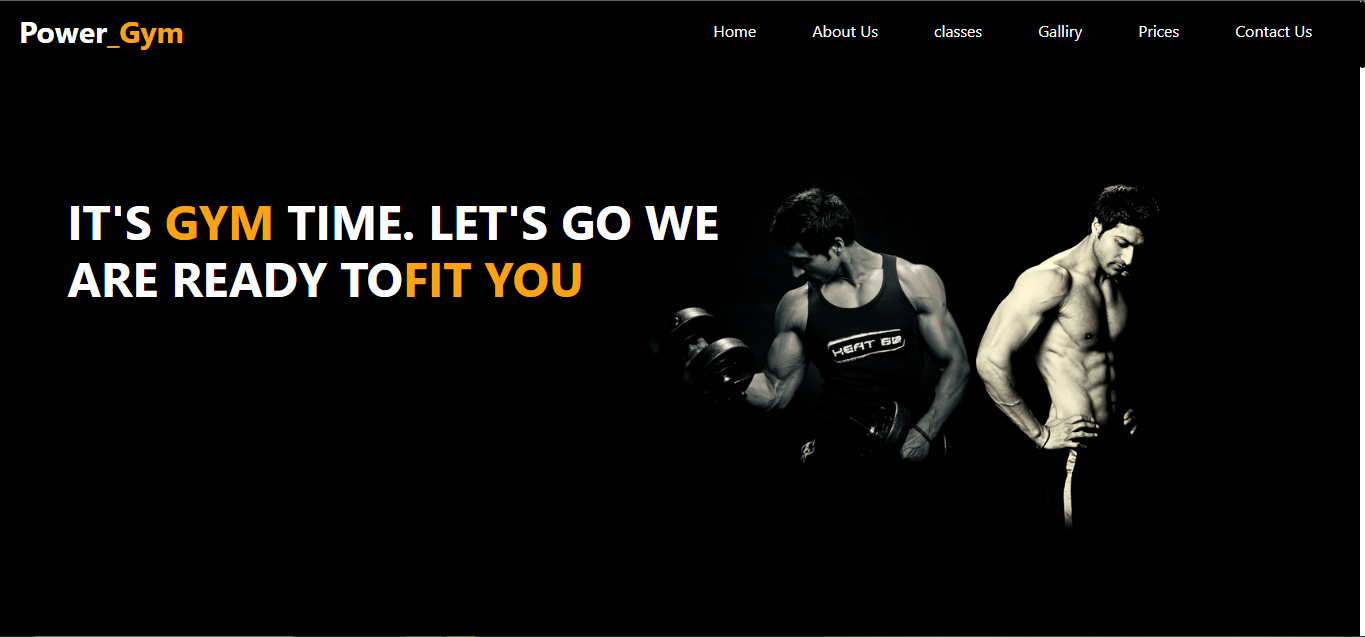 Power_Gym
Home About Us classes Galliry Prices Contact Us
IT'S GYM TIME. LET'S GO WE
ARE READY TOFIT YOU
HEAT 60